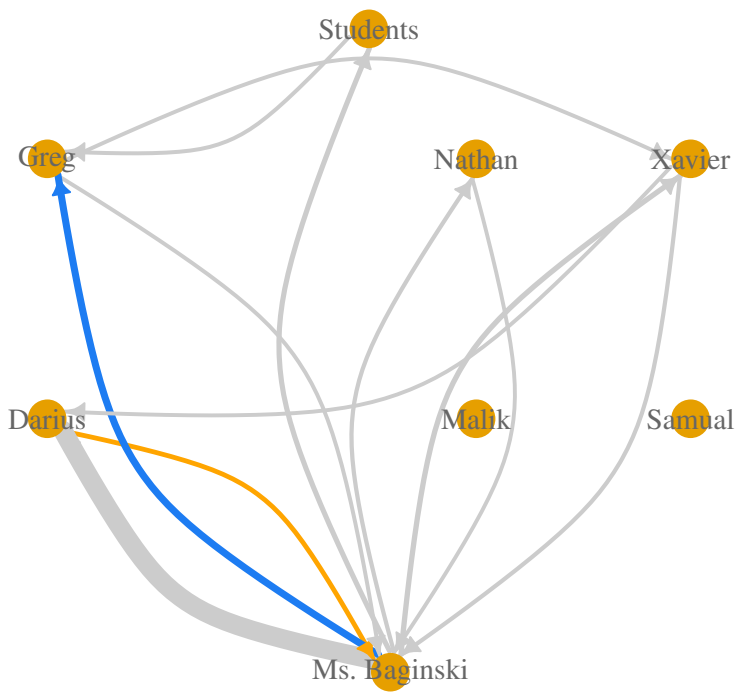 Students
Greg
Nathan
Xavier
Darius
Malik
Samual
Ms. Baginski